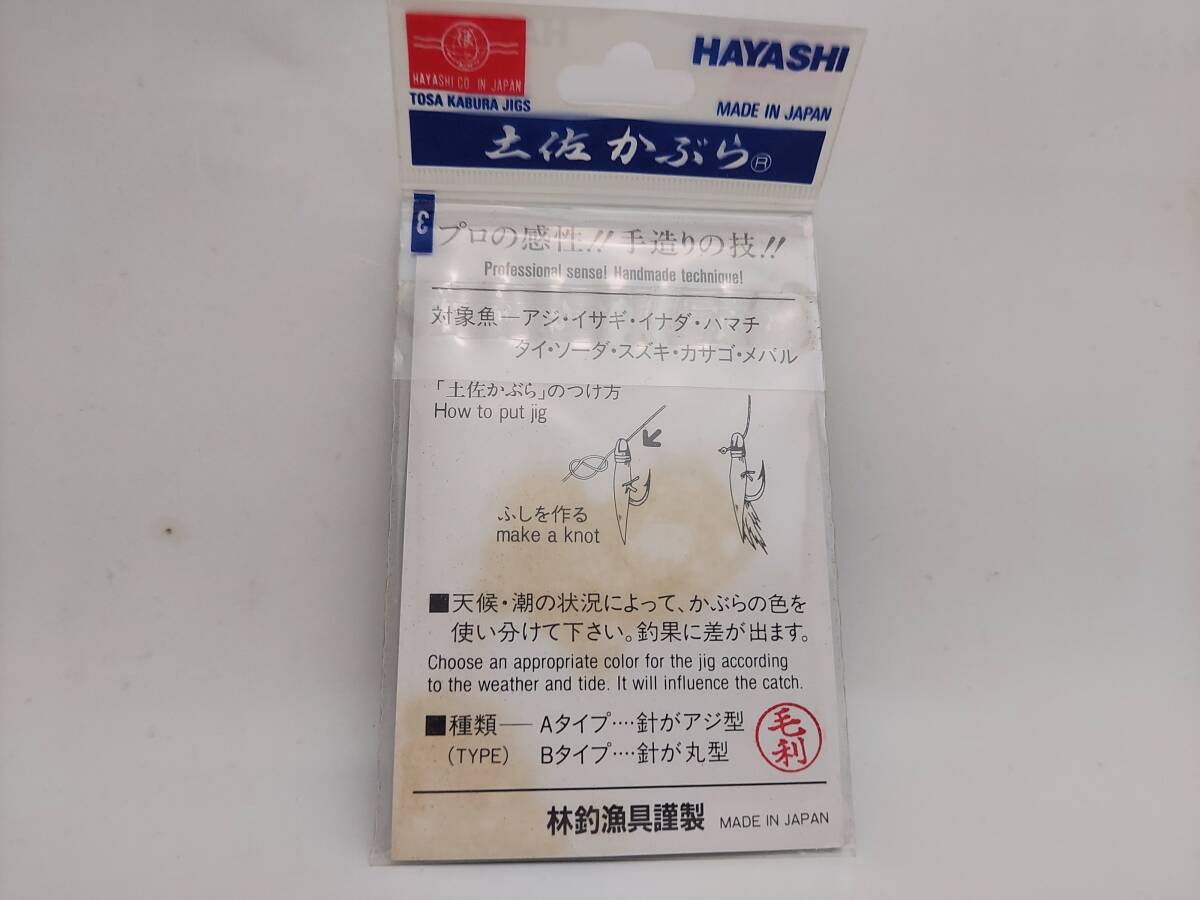 HAYASHI CO. IN JAPAN
TOSA KABURA JIGS
HAYASHI
MADE IN JAPAN
土佐かぶら®
3
プロの感性!! 手造りの技!!
Professional sense! Handmade technique!
対象魚―アジ・イサギ・イナダ・ハマチ
タイ・ソーダ・スズキ・カサゴ・メバル
「土佐かぶら」のつけ方
How to put jig
ふしを作る
make a knot
■天候・潮の状況によって、かぶらの色を
使い分けて下さい。釣果に差が出ます。
Choose an appropriate color for the jig according
to the weather and tide. It will influence the catch.
■種類―― Aタイプ‥‥針がアジ型
(TYPE) Bタイプ‥‥針が丸型
毛利
林釣漁具謹製 MADE IN JAPAN